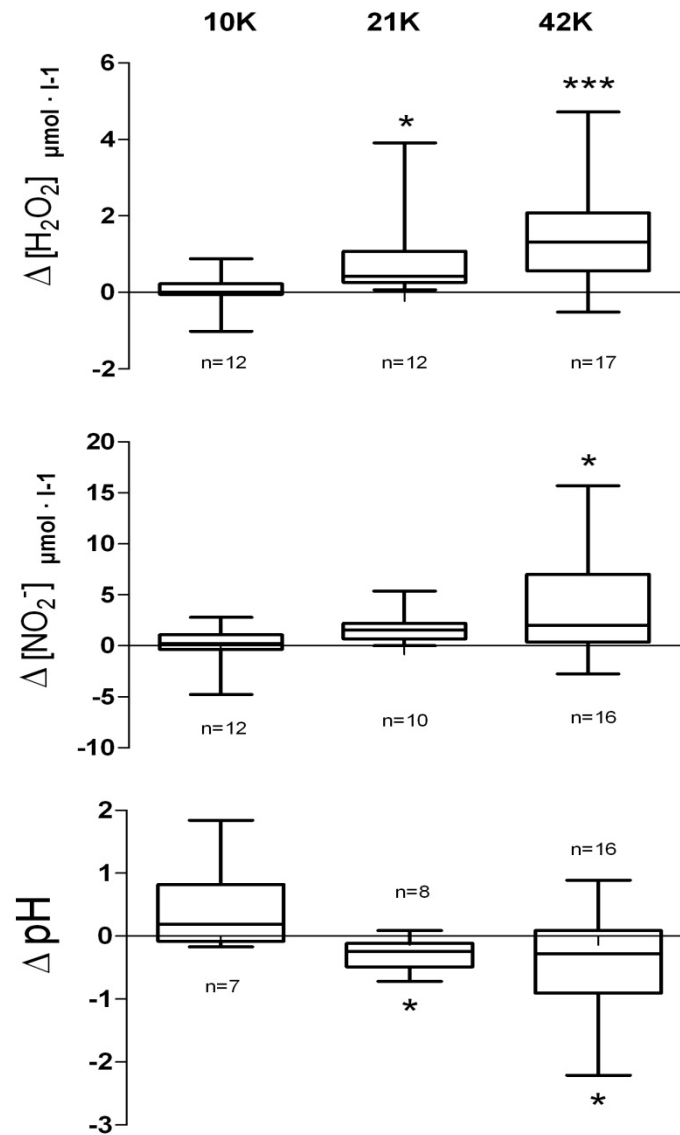 10K 21K 42K
Δ [H₂O₂] µmol · l-1
6
4
2
0
-2
*
***
n=12 n=12 n=17
Δ [NO₂⁻] µmol · l-1
20
15
10
5
0
-5
-10
*
n=12 n=10 n=16
Δ pH
2
1
0
-1
-2
-3
n=16
n=8
n=7
*
*